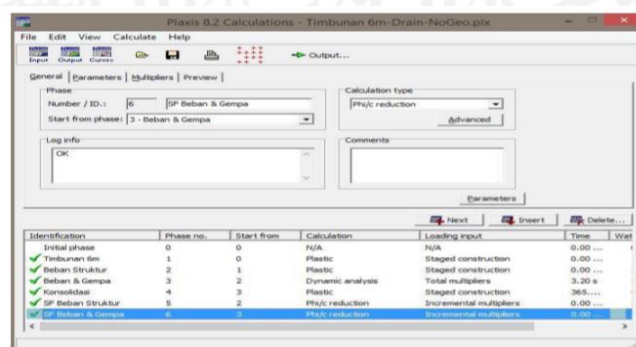 Plaxis 8.2 Calculations - Timbunan 6m-Drain-NoGeo.plx
File Edit View Calculate Help
Input Output Curves Output...
General Parameters Multipliers Preview
Phase
Number / ID.: 6 SF Beban & Gempa
Start from phase: 3 - Beban & Gempa
Calculation type
Phi/c reduction
Advanced
Log info
OK
Comments
Parameters
Next Insert Delete...
Identification Phase no. Start from Calculation Loading input Time Wat
Initial phase 0 0 N/A N/A 0.00 ...
Timbunan 6m 1 0 Plastic Staged construction 0.00 ...
Beban Struktur 2 1 Plastic Staged construction 0.00 ...
Beban & Gempa 3 2 Dynamic analysis Total multipliers 3.20 s
Konsolidasi 4 3 Plastic Staged construction 365....
SF Beban Struktur 5 2 Phi/c reduction Incremental multipliers 0.00 ...
SF Beban & Gempa 6 3 Phi/c reduction Incremental multipliers 0.00 ...